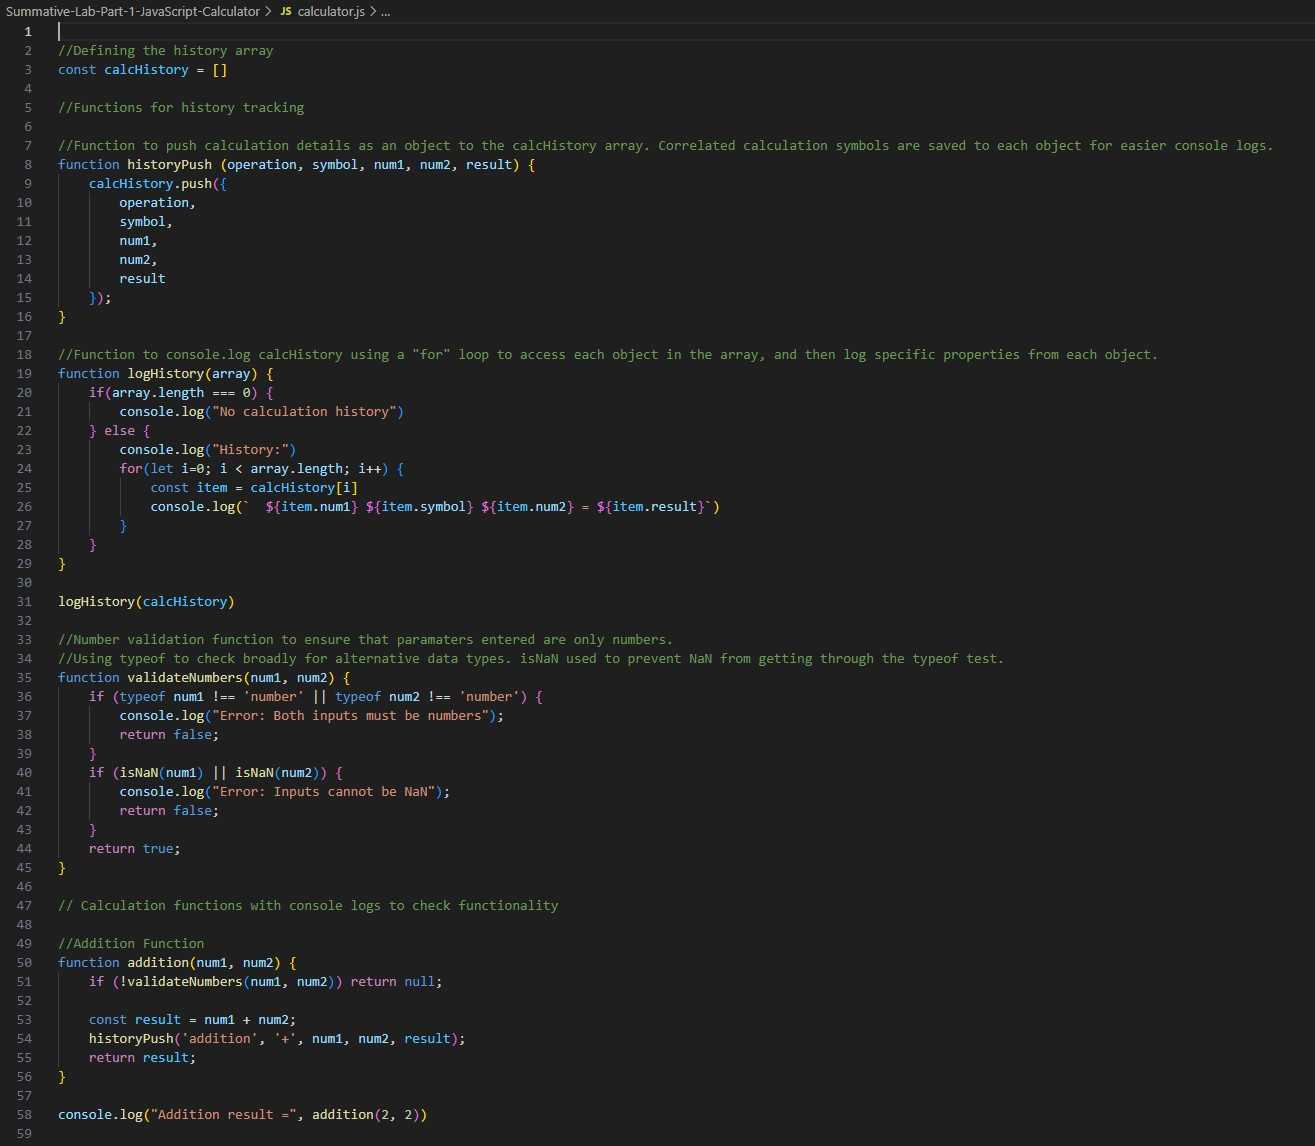 Summative-Lab-Part-1-JavaScript-Calculator > JS calculator.js > ...
1
2 //Defining the history array
3 const calcHistory = []
4
5 //Functions for history tracking
6
7 //Function to push calculation details as an object to the calcHistory array. Correlated calculation symbols are saved to each object for easier console logs.
8 function historyPush (operation, symbol, num1, num2, result) {
9     calcHistory.push({
10         operation,
11         symbol,
12         num1,
13         num2,
14         result
15     });
16 }
17
18 //Function to console.log calcHistory using a "for" loop to access each object in the array, and then log specific properties from each object.
19 function logHistory(array) {
20     if(array.length === 0) {
21         console.log("No calculation history")
22     } else {
23         console.log("History:")
24         for(let i=0; i < array.length; i++) {
25             const item = calcHistory[i]
26             console.log(`  ${item.num1} ${item.symbol} ${item.num2} = ${item.result}`)
27         }
28     }
29 }
30
31 logHistory(calcHistory)
32
33 //Number validation function to ensure that paramaters entered are only numbers.
34 //Using typeof to check broadly for alternative data types. isNaN used to prevent NaN from getting through the typeof test.
35 function validateNumbers(num1, num2) {
36     if (typeof num1 !== 'number' || typeof num2 !== 'number') {
37         console.log("Error: Both inputs must be numbers");
38         return false;
39     }
40     if (isNaN(num1) || isNaN(num2)) {
41         console.log("Error: Inputs cannot be NaN");
42         return false;
43     }
44     return true;
45 }
46
47 // Calculation functions with console logs to check functionality
48
49 //Addition Function
50 function addition(num1, num2) {
51     if (!validateNumbers(num1, num2)) return null;
52
53     const result = num1 + num2;
54     historyPush('addition', '+', num1, num2, result);
55     return result;
56 }
57
58 console.log("Addition result =", addition(2, 2))
59